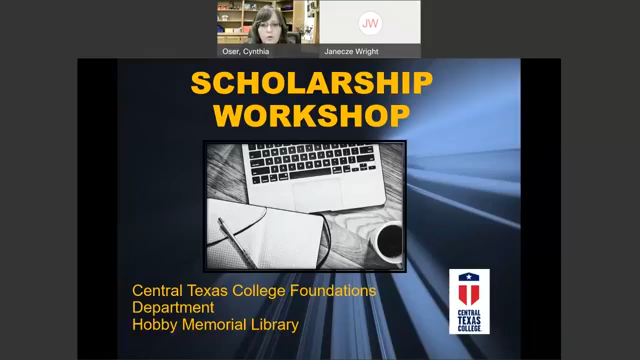 JW
Oser, Cynthia
Janecze Wright
SCHOLARSHIP
WORKSHOP
Central Texas College Foundations
Department
Hobby Memorial Library
CENTRAL
TEXAS
COLLEGE